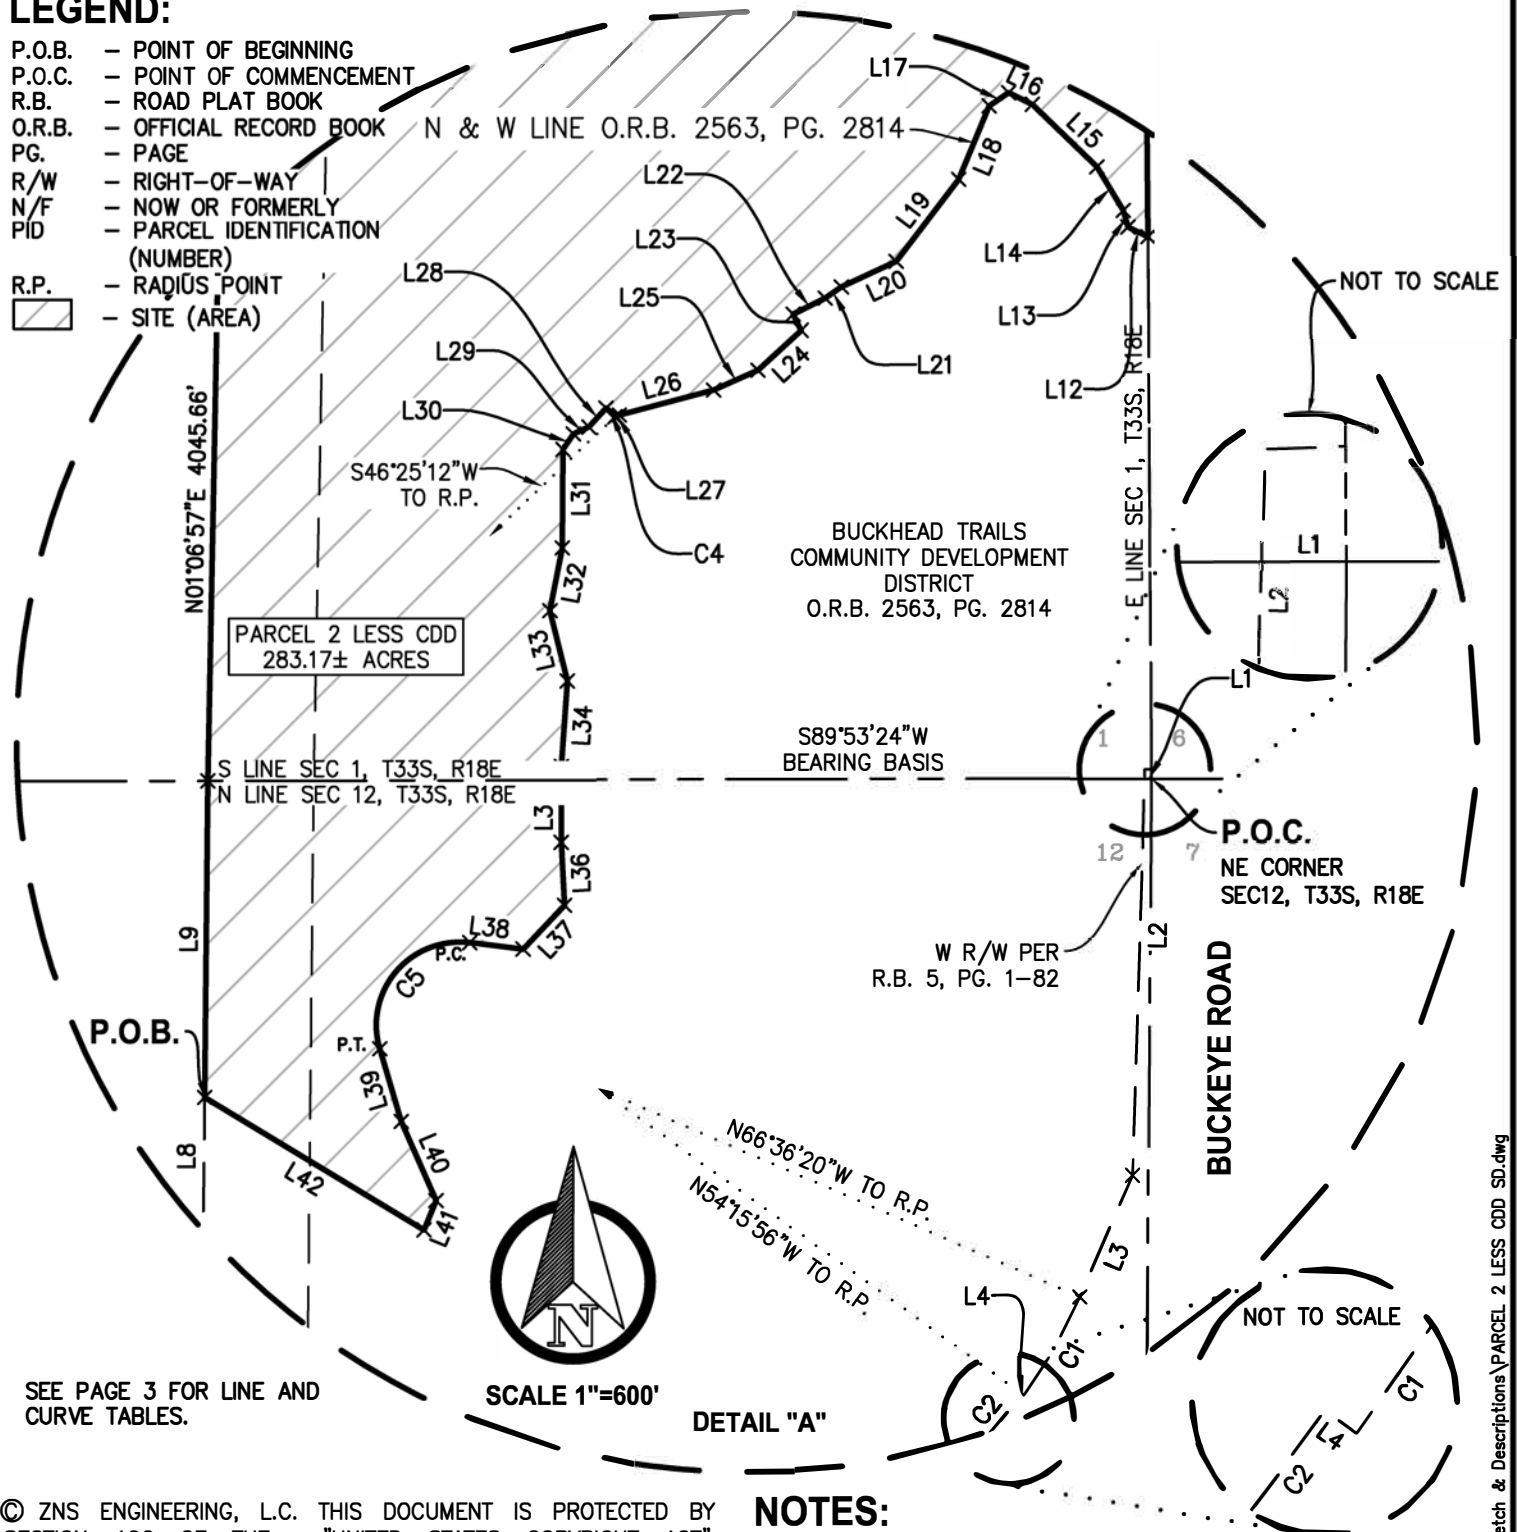 LEGEND:
P.O.B. – POINT OF BEGINNING
P.O.C. – POINT OF COMMENCEMENT
R.B. – ROAD PLAT BOOK
O.R.B. – OFFICIAL RECORD BOOK
PG. – PAGE
R/W – RIGHT-OF-WAY
N/F – NOW OR FORMERLY
PID – PARCEL IDENTIFICATION
(NUMBER)
R.P. – RADIUS POINT
– SITE (AREA)
N & W LINE O.R.B. 2563, PG. 2814
L17
L16
L15
L18
L22
L19
L14
L23
L20
L13
L28
L25
L21
L24
L12
L29
L26
L30
L27
C4
NOT TO SCALE
S46°25'12"W
TO R.P.
L31
N01°06'57"E 4045.66'
E LINE SEC 1, T33S, R18E
BUCKHEAD TRAILS
COMMUNITY DEVELOPMENT
DISTRICT
O.R.B. 2563, PG. 2814
L1
L2
L32
L33
PARCEL 2 LESS CDD
283.17± ACRES
L34
L1
1
6
S89°53'24"W
BEARING BASIS
S LINE SEC 1, T33S, R18E
N LINE SEC 12, T33S, R18E
L3
12
7
P.O.C.
NE CORNER
SEC12, T33S, R18E
L36
L9
L38
L37
P.C.
C5
W R/W PER
R.B. 5, PG. 1-82
L2
BUCKEYE ROAD
P.O.B.
P.T.
L39
L8
L40
L42
L41
N66°36'20"W TO R.P.
N54°15'56"W TO R.P.
L3
L4
C1
C2
NOT TO SCALE
C1
L4
C2
N
SCALE 1"=600'
DETAIL "A"
SEE PAGE 3 FOR LINE AND
CURVE TABLES.
© ZNS ENGINEERING, L.C. THIS DOCUMENT IS PROTECTED BY
OF THE "UNITED STATES COPYRIGHT ACT"
NOTES:
etch & Descriptions\PARCEL 2 LESS CDD SD.dwg